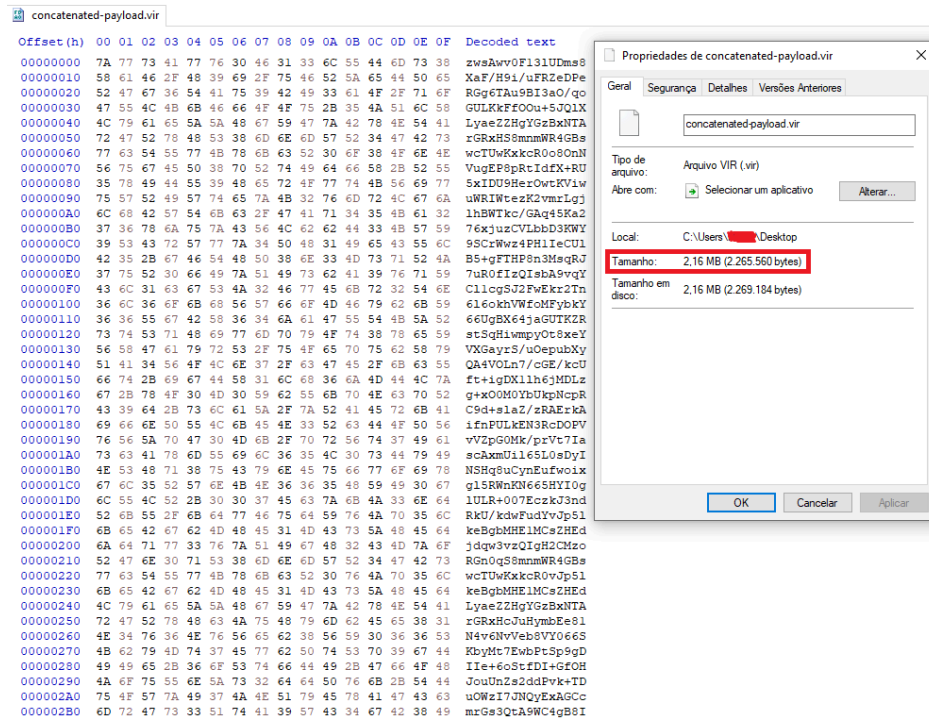 concatenated-payload.vir
Offset(h) 00 01 02 03 04 05 06 07 08 09 0A 0B 0C 0D 0E 0F Decoded text
00000000 7A 77 73 41 77 76 30 46 31 33 6C 55 44 6D 73 38 zwsAwv0F13lUDms8
00000010 58 61 46 2F 48 39 69 2F 75 46 52 5A 65 44 50 65 XaF/H9i/uFRZeDPe
00000020 52 47 67 36 54 41 75 39 42 49 33 61 4F 2F 71 6F RGg6TAu9BI3aO/qo
00000030 47 55 4C 4B 6B 46 66 4F 4F 75 2B 35 4A 51 6C 58 GULKkFfOOu+5JQlX
00000040 4C 79 61 65 5A 5A 48 67 59 47 7A 42 78 4E 54 41 LyaeZZHgYGzBxNTA
00000050 72 47 52 78 48 53 38 6D 6E 6D 57 52 34 47 42 73 rGRxHS8mnmWR4GBs
00000060 77 63 54 55 77 4B 78 6B 63 52 30 6F 38 4F 6E 4E wcTUwKxkcR0o8OnN
00000070 56 75 67 45 50 38 70 52 74 49 64 66 58 2B 52 55 VugEP8pRtIdfX+RU
00000080 35 78 49 44 55 39 48 65 72 4F 77 74 4B 56 69 77 5xIDU9HerOwtKViw
00000090 75 57 52 49 57 74 65 7A 4B 32 76 6D 72 4C 67 6A uWRIWtezK2vmrLgj
000000A0 6C 68 42 57 54 6B 63 2F 47 41 71 34 35 4B 61 32 lhBWTkc/GAq45Ka2
000000B0 37 36 78 6A 75 7A 43 56 4C 62 62 44 33 4B 57 59 76xjuzCVLbbD3KWY
000000C0 39 53 43 72 57 77 7A 34 50 48 31 49 65 43 55 6C 9SCrWwz4PH1IeCUl
000000D0 42 35 2B 67 46 54 48 50 38 6E 33 4D 73 71 52 4A B5+gFTHP8n3MsqRJ
000000E0 37 75 52 30 66 49 7A 51 49 73 62 41 39 76 71 59 7uR0fIzQIsbA9vqY
000000F0 43 6C 31 63 67 53 4A 32 46 77 45 6B 72 32 54 6E Cl1cgSJ2FwEkr2Tn
00000100 36 6C 36 6F 6B 68 56 57 66 6F 4D 46 79 62 6B 59 6l6okhVWfoMFybkY
00000110 36 36 55 67 42 58 36 34 6A 61 47 55 54 4B 5A 52 66UgBX64jaGUTKZR
00000120 73 74 53 71 48 69 77 6D 70 79 4F 74 38 78 65 59 stSqHiwmpyOt8xeY
00000130 56 58 47 61 79 72 53 2F 75 4F 65 70 75 62 58 79 VXGayrS/uOepubXy
00000140 51 41 34 56 4F 4C 6E 37 2F 63 47 45 2F 6B 63 55 QA4VOLn7/cGE/kcU
00000150 66 74 2B 69 67 44 58 31 6C 68 36 6A 4D 44 4C 7A ft+igDX1lh6jMDLz
00000160 67 2B 78 4F 30 4D 30 59 62 55 6B 70 4E 63 70 52 g+xO0M0YbUkpNcpR
00000170 43 39 64 2B 73 6C 61 5A 2F 7A 52 41 45 72 6B 41 C9d+slaZ/zRAErkA
00000180 69 66 6E 50 55 4C 6B 45 4E 33 52 63 44 4F 50 56 ifnPULkEN3RcDOPV
00000190 76 56 5A 70 47 30 4D 6B 2F 70 72 56 74 37 49 61 vVZpG0Mk/prVt7Ia
000001A0 73 63 41 78 6D 55 69 6C 36 35 4C 30 73 44 79 49 scAxmUil65L0sDyI
000001B0 4E 53 48 71 38 75 43 79 6E 45 75 66 77 6F 69 78 NSHq8uCynEufwoix
000001C0 67 6C 35 52 57 6E 4B 4E 36 36 35 48 59 49 30 67 gl5RWnKN665HYI0g
000001D0 6C 55 4C 52 2B 30 30 37 45 63 7A 6B 4A 33 6E 64 lULR+007EczkJ3nd
000001E0 52 6B 55 2F 6B 64 77 46 75 64 59 76 4A 70 35 6C RkU/kdwFudYvJp5l
000001F0 6B 65 42 67 62 4D 48 45 31 4D 43 73 5A 48 45 64 keBgbMHE1MCsZHEd
00000200 6A 64 71 77 33 76 7A 51 49 67 48 32 43 4D 7A 6F jdqw3vzQIgH2CMzo
00000210 52 47 6E 30 71 53 38 6D 6E 6D 57 52 34 47 42 73 RGn0qS8mnmWR4GBs
00000220 77 63 54 55 77 4B 78 6B 63 52 30 76 4A 70 35 6C wcTUwKxkcR0vJp5l
00000230 6B 65 42 67 62 4D 48 45 31 4D 43 73 5A 48 45 64 keBgbMHE1MCsZHEd
00000240 4C 79 61 65 5A 5A 48 67 59 47 7A 42 78 4E 54 41 LyaeZZHgYGzBxNTA
00000250 72 47 52 78 48 63 4A 75 48 79 6D 62 45 65 38 31 rGRxHcJuHymbEe81
00000260 4E 34 76 36 4E 76 56 65 62 38 56 59 30 36 36 53 N4v6NvVeb8VY066S
00000270 4B 62 79 4D 74 37 45 77 62 50 74 53 70 39 67 44 KbyMt7EwbPtSp9gD
00000280 49 49 65 2B 36 6F 53 74 66 44 49 2B 47 66 4F 48 IIe+6oStfDI+GfOH
00000290 4A 6F 75 55 6E 5A 73 32 64 64 50 76 6B 2B 54 44 JouUnZs2ddPvk+TD
000002A0 75 4F 57 7A 49 37 4A 4E 51 79 45 78 41 47 43 63 uOWzI7JNQyExAGCc
000002B0 6D 72 47 73 33 51 74 41 39 57 43 34 67 42 38 49 mrGs3QtA9WC4gB8I
Propriedades de concatenated-payload.vir
Geral Segurança Detalhes Versões Anteriores
concatenated-payload.vir
Tipo de arquivo: Arquivo VIR (.vir)
Abre com: Selecionar um aplicativo Alterar...
Local: C:\Users\ \Desktop
Tamanho: 2,16 MB (2.265.560 bytes)
Tamanho em disco: 2,16 MB (2.269.184 bytes)
OK Cancelar Aplicar